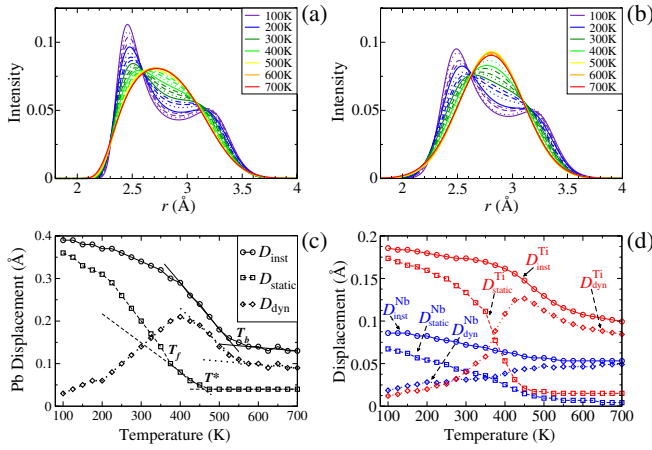 (a)
Intensity
0.1
0.05
0
100K
200K
300K
400K
500K
600K
700K
2 2.5 3 3.5 4
r (Å)
(b)
Intensity
0.1
0.05
0
100K
200K
300K
400K
500K
600K
700K
2 2.5 3 3.5 4
r (Å)
(c)
Pb Displacement (Å)
0.4
0.3
0.2
0.1
0
D_inst
D_static
D_dyn
T_b
T_f
T*
100 200 300 400 500 600 700
Temperature (K)
(d)
Displacement (Å)
0.2
0.15
0.1
0.05
0
D_inst^Ti
D_static^Ti
D_dyn^Ti
D_inst^Nb
D_static^Nb
D_dyn^Nb
100 200 300 400 500 600 700
Temperature (K)